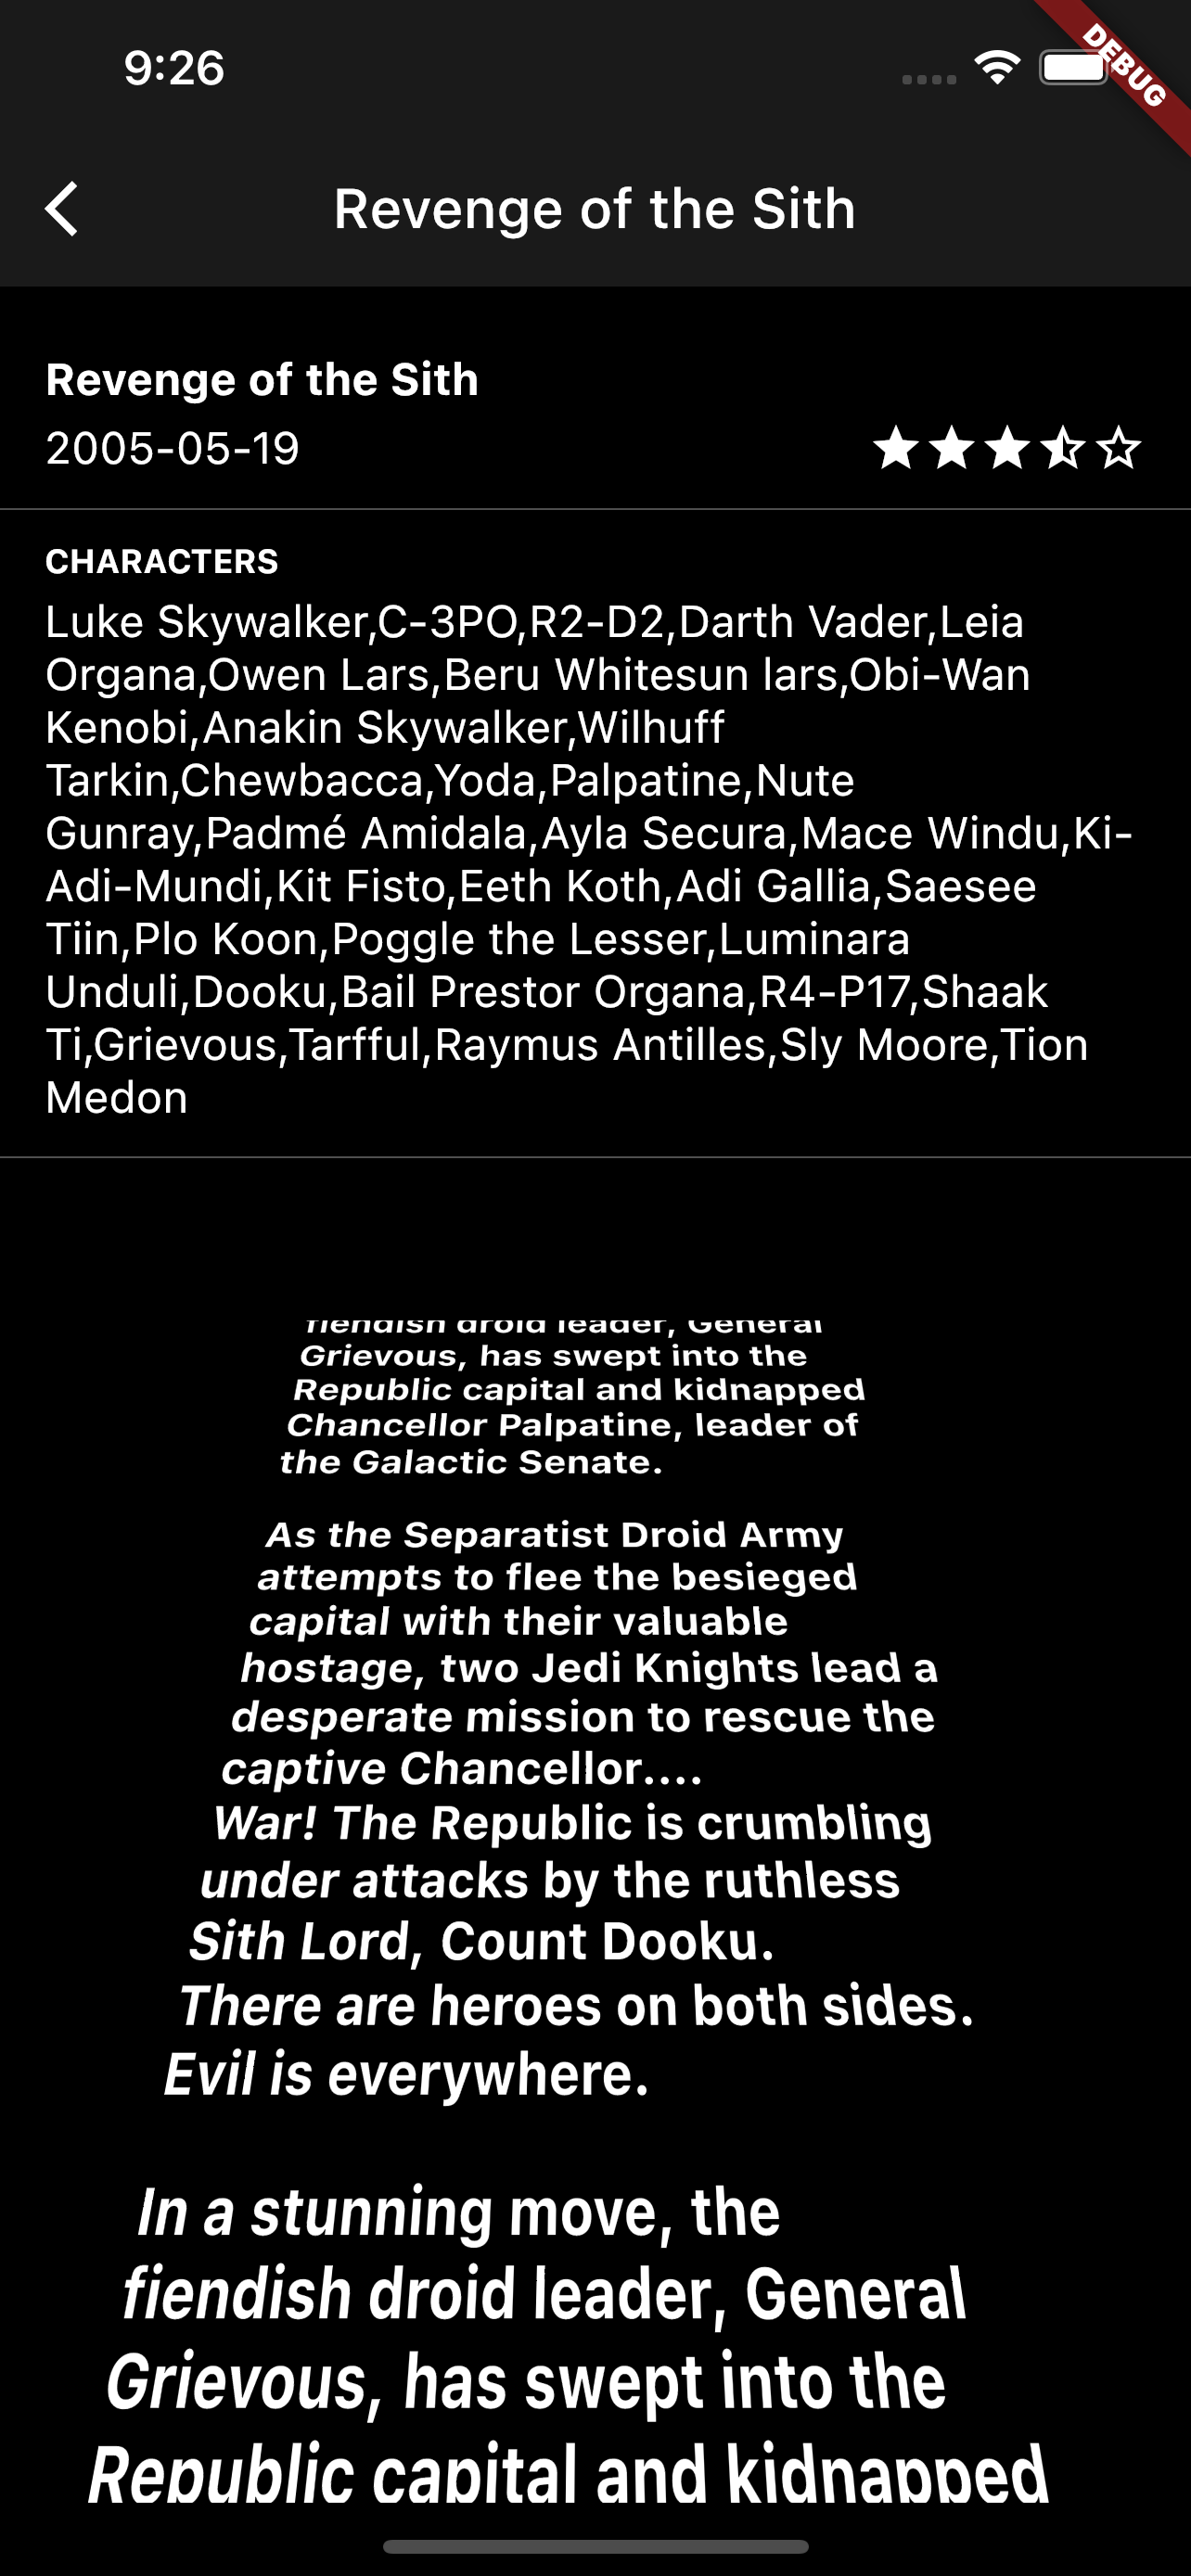 9:26
DEBUG
Revenge of the Sith
Revenge of the Sith
2005-05-19
CHARACTERS
Luke Skywalker,C-3PO,R2-D2,Darth Vader,Leia
Organa,Owen Lars,Beru Whitesun lars,Obi-Wan
Kenobi,Anakin Skywalker,Wilhuff
Tarkin,Chewbacca,Yoda,Palpatine,Nute
Gunray,Padmé Amidala,Ayla Secura,Mace Windu,Ki-
Adi-Mundi,Kit Fisto,Eeth Koth,Adi Gallia,Saesee
Tiin,Plo Koon,Poggle the Lesser,Luminara
Unduli,Dooku,Bail Prestor Organa,R4-P17,Shaak
Ti,Grievous,Tarfful,Raymus Antilles,Sly Moore,Tion
Medon
fiendish droid leader, General
Grievous, has swept into the
Republic capital and kidnapped
Chancellor Palpatine, leader of
the Galactic Senate.
As the Separatist Droid Army
attempts to flee the besieged
capital with their valuable
hostage, two Jedi Knights lead a
desperate mission to rescue the
captive Chancellor....
War! The Republic is crumbling
under attacks by the ruthless
Sith Lord, Count Dooku.
There are heroes on both sides.
Evil is everywhere.
In a stunning move, the
fiendish droid leader, General
Grievous, has swept into the
Republic capital and kidnapped